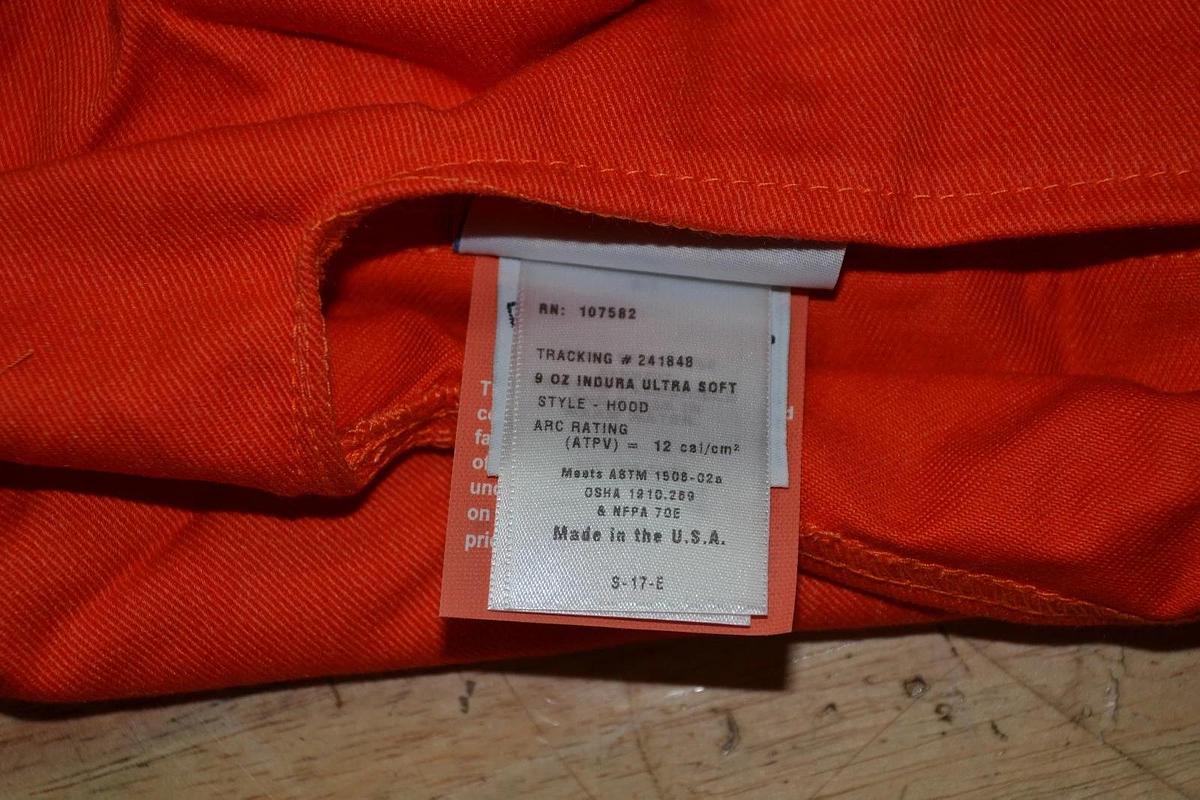 RN: 107582
TRACKING # 241848
9 OZ INDURA ULTRA SOFT
STYLE - HOOD
ARC RATING
(ATPV) = 12 cal/cm²
Meets ASTM 1506-02a
OSHA 1910.269
& NFPA 70E
Made in the U.S.A.
S-17-E
on